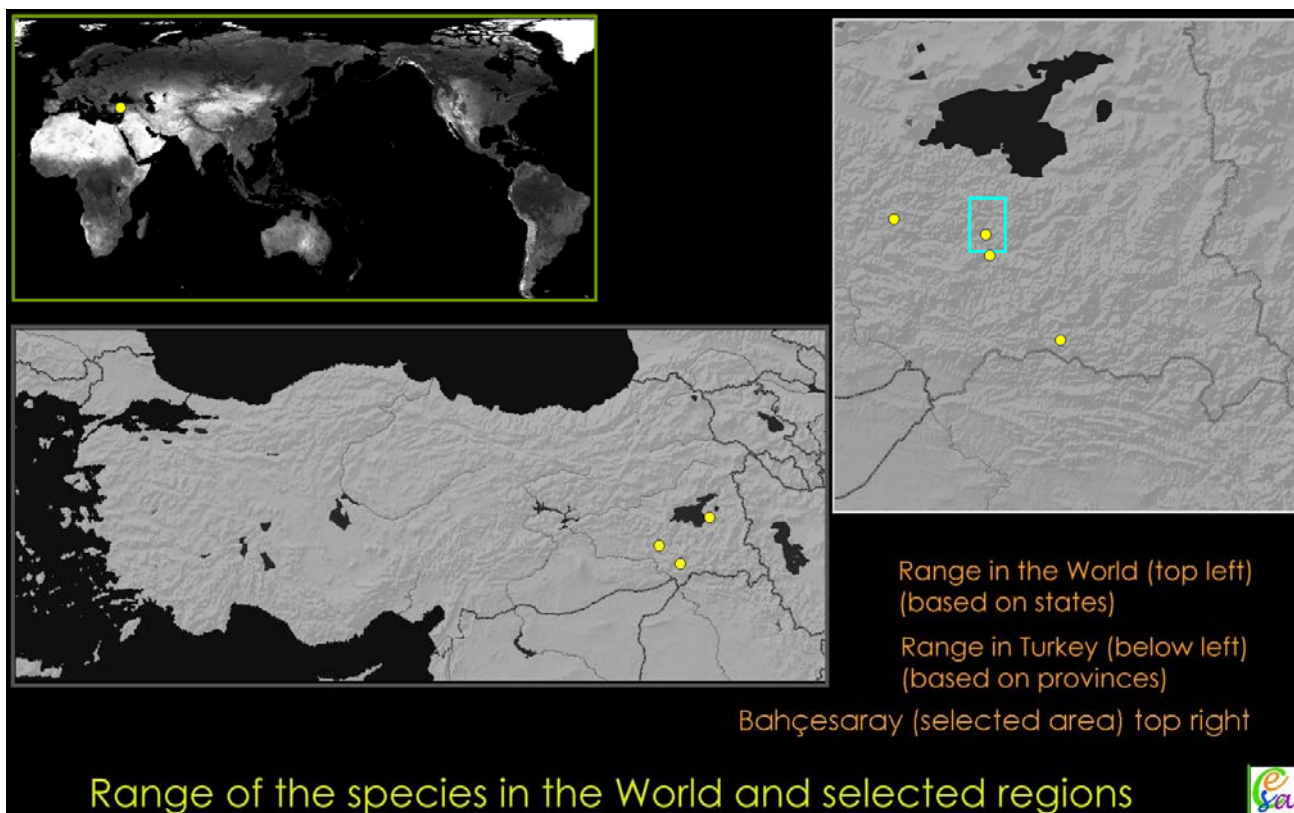 Range in the World (top left)
(based on states)
Range in Turkey (below left)
(based on provinces)
Bahçesaray (selected area) top right
Range of the species in the World and selected regions
Cesa